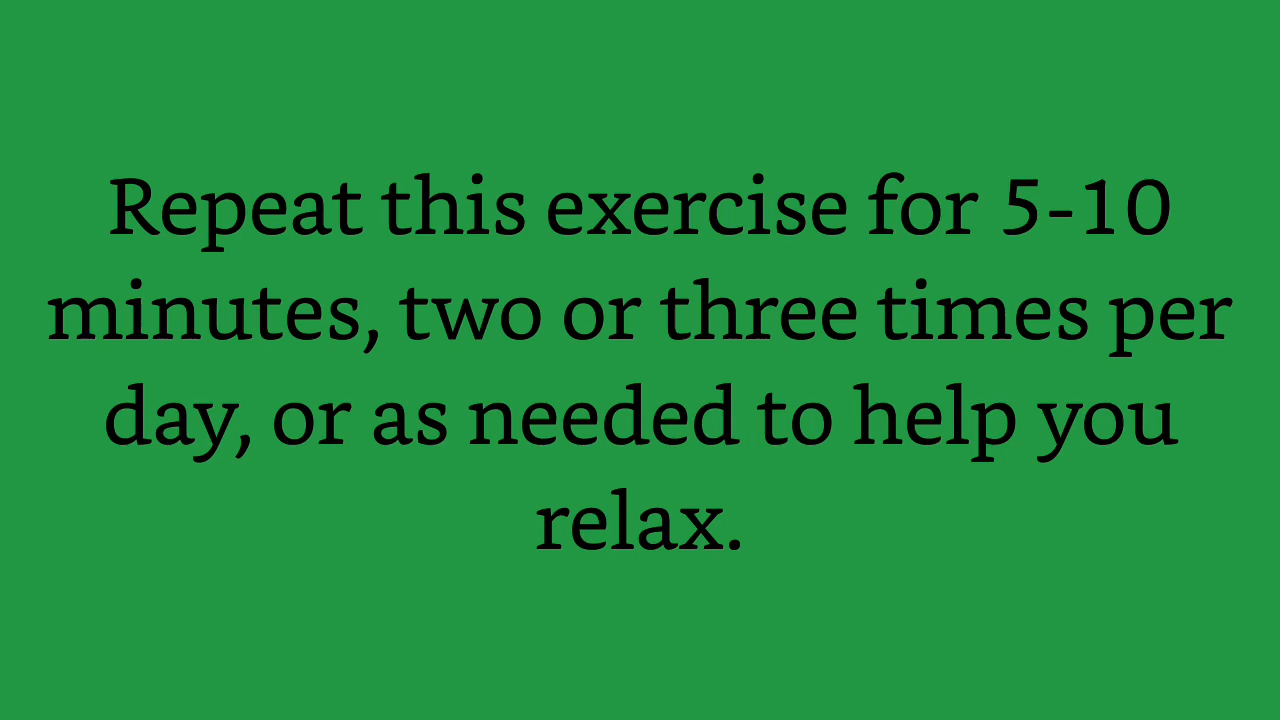 Repeat this exercise for 5-10
minutes, two or three times per
day, or as needed to help you
relax.